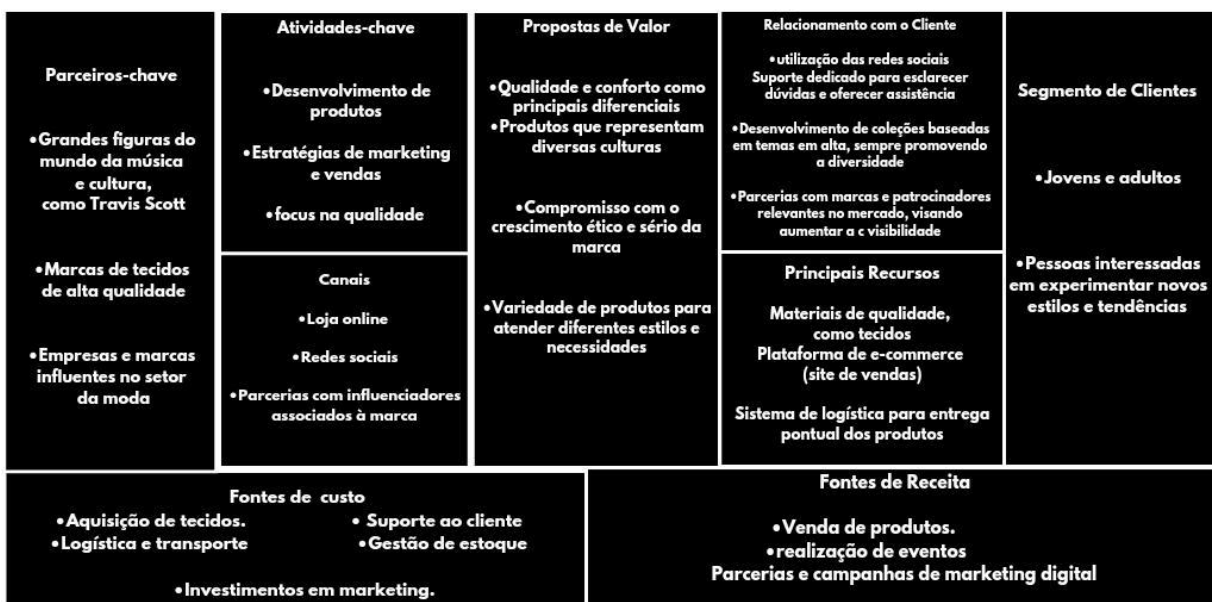 Parceiros-chave
•Grandes figuras do
mundo da música
e cultura,
como Travis Scott
•Marcas de tecidos
de alta qualidade
•Empresas e marcas
influentes no setor
da moda
Atividades-chave
•Desenvolvimento de
produtos
•Estratégias de marketing
e vendas
•focus na qualidade
Canais
•Loja online
•Redes sociais
•Parcerias com influenciadores
associados à marca
Propostas de Valor
•Qualidade e conforto como
principais diferenciais
•Produtos que representam
diversas culturas
•Compromisso com o
crescimento ético e sério da
marca
•Variedade de produtos para
atender diferentes estilos e
necessidades
Relacionamento com o Cliente
•utilização das redes sociais
Suporte dedicado para esclarecer
dúvidas e oferecer assistência
•Desenvolvimento de coleções baseadas
em temas em alta, sempre promovendo
a diversidade
•Parcerias com marcas e patrocinadores
relevantes no mercado, visando
aumentar a c visibilidade
Principais Recursos
Materiais de qualidade,
como tecidos
Plataforma de e-commerce
(site de vendas)
Sistema de logística para entrega
pontual dos produtos
Segmento de Clientes
•Jovens e adultos
•Pessoas interessadas
em experimentar novos
estilos e tendências
Fontes de custo
•Aquisição de tecidos.
•Logística e transporte
• Suporte ao cliente
•Gestão de estoque
•Investimentos em marketing.
Fontes de Receita
•Venda de produtos.
•realização de eventos
Parcerias e campanhas de marketing digital